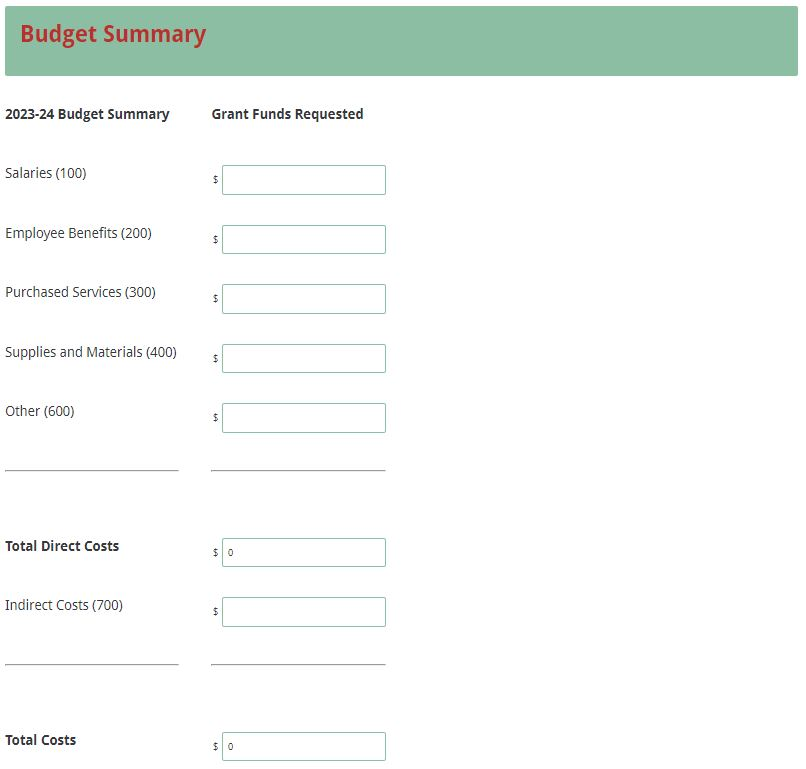 Budget Summary
2023-24 Budget Summary Grant Funds Requested
Salaries (100) $
Employee Benefits (200) $
Purchased Services (300) $
Supplies and Materials (400) $
Other (600) $
Total Direct Costs $ 0
Indirect Costs (700) $
Total Costs $ 0